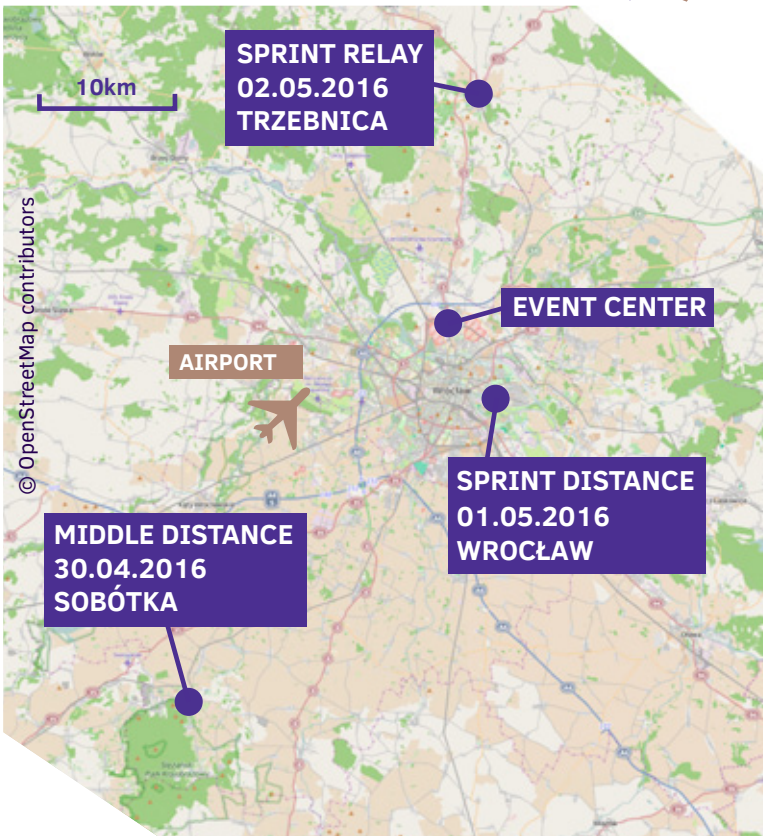 SPRINT RELAY
02.05.2016
TRZEBNICA
10km
© OpenStreetMap contributors
EVENT CENTER
AIRPORT
Wrocław
SPRINT DISTANCE
01.05.2016
WROCŁAW
MIDDLE DISTANCE
30.04.2016
SOBÓTKA